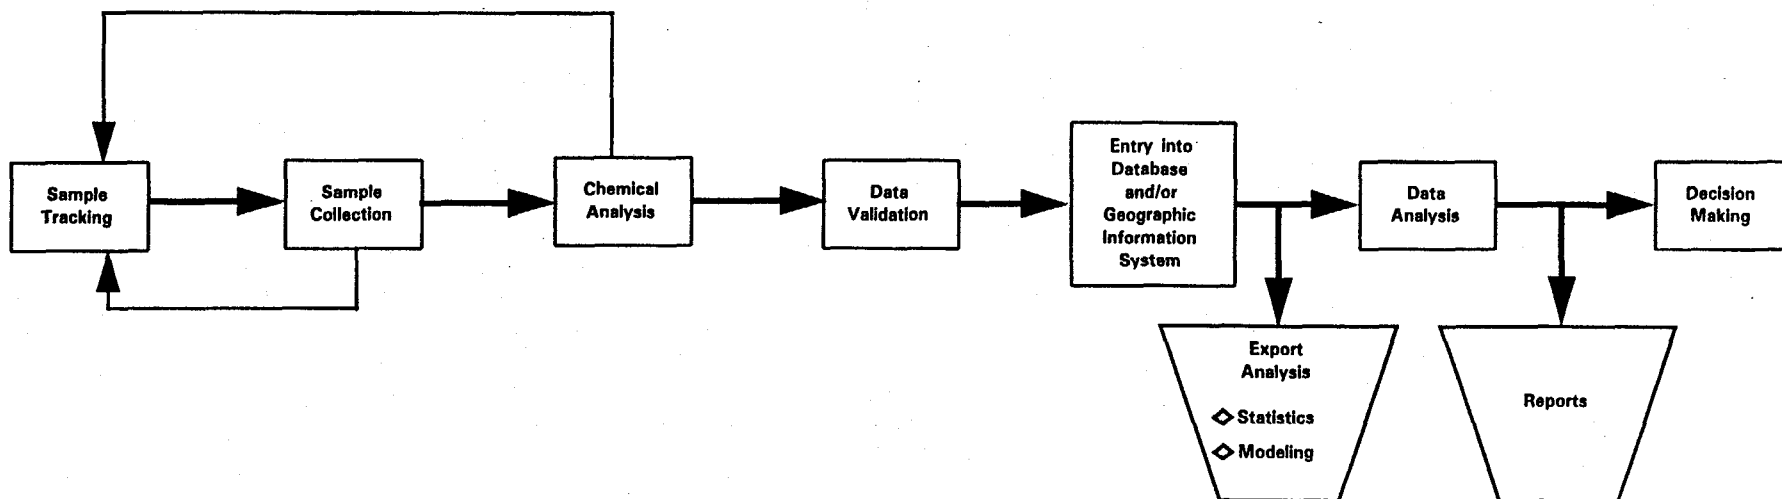 Sample
Tracking
Sample
Collection
Chemical
Analysis
Data
Validation
Entry into
Database
and/or
Geographic
Information
System
Data
Analysis
Decision
Making
Export
Analysis
Statistics
Modeling
Reports